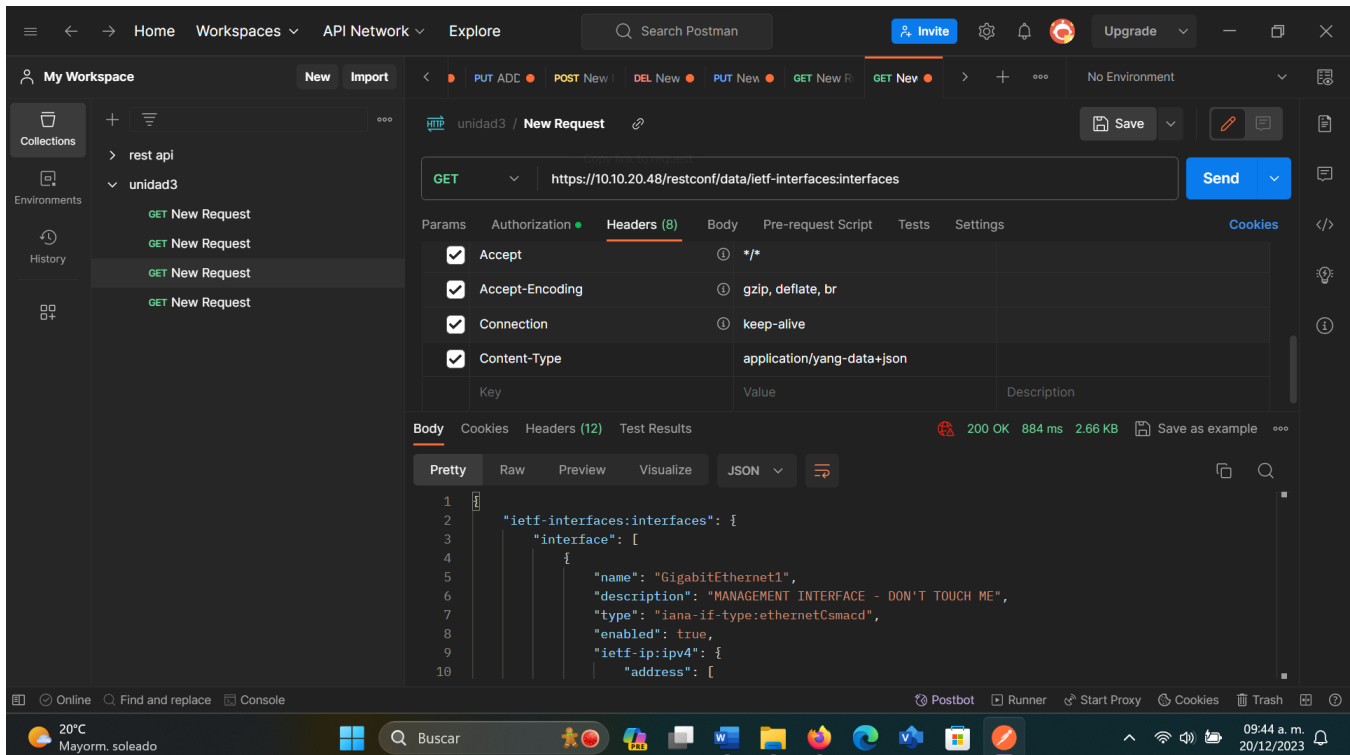 Home Workspaces API Network Explore Search Postman Invite Upgrade
My Workspace New Import PUT ADD POST New DEL New PUT New GET New R GET New No Environment
Collections
Environments
History
rest api
unidad3
GET New Request
GET New Request
GET New Request
GET New Request
HTTP unidad3 / New Request Save
GET https://10.10.20.48/restconf/data/ietf-interfaces:interfaces Send
Params Authorization Headers (8) Body Pre-request Script Tests Settings Cookies
Accept */*
Accept-Encoding gzip, deflate, br
Connection keep-alive
Content-Type application/yang-data+json
Key Value Description
Body Cookies Headers (12) Test Results 200 OK 884 ms 2.66 KB Save as example
Pretty Raw Preview Visualize JSON
1 {
2 "ietf-interfaces:interfaces": {
3 "interface": [
4 {
5 "name": "GigabitEthernet1",
6 "description": "MANAGEMENT INTERFACE - DON'T TOUCH ME",
7 "type": "iana-if-type:ethernetCsmacd",
8 "enabled": true,
9 "ietf-ip:ipv4": {
10 "address": [
Online Find and replace Console Postbot Runner Start Proxy Cookies Trash
20°C
Mayorm. soleado
Buscar
PRE
09:44 a. m.
20/12/2023